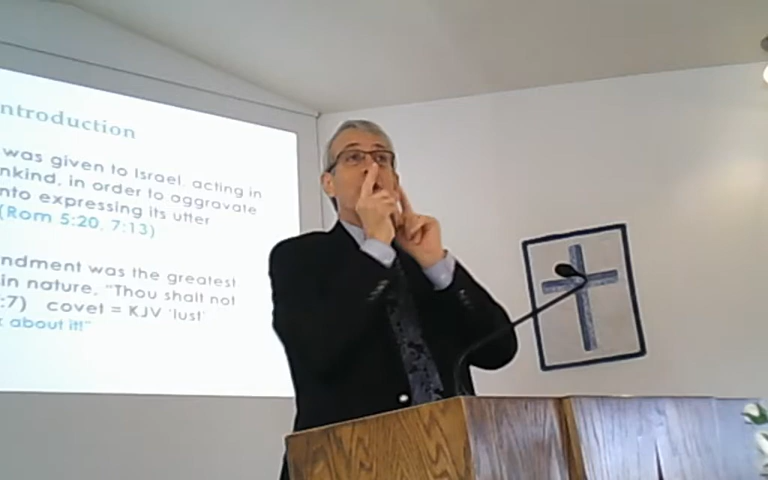 ntroduction
was given to Israel, acting in
nkind, in order to aggravate
nto expressing its utter
(Rom 5:20, 7:13)
ndment was the greatest
in nature, "Thou shalt not
:7) covet = KJV 'lust'
about it!"